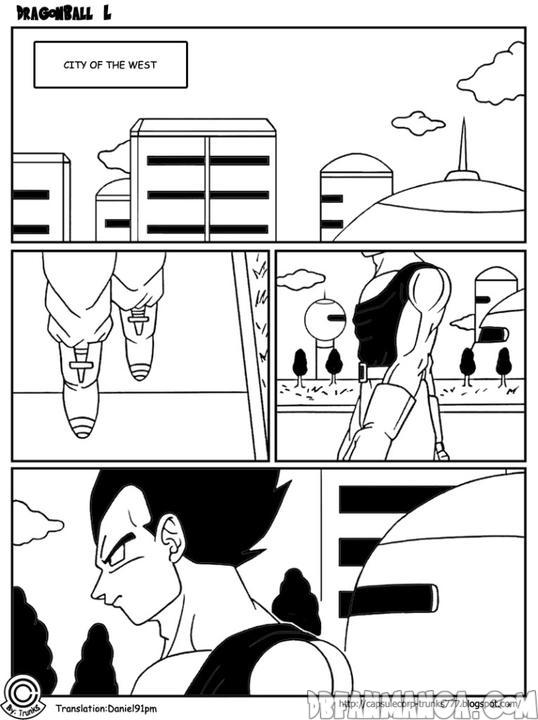 DRAGONBALL L
CITY OF THE WEST
By: Trunks
Translation:Daniel91pm
http://capsulecorp-trunks777.blogspot.com/
DBFANMANGA.COM